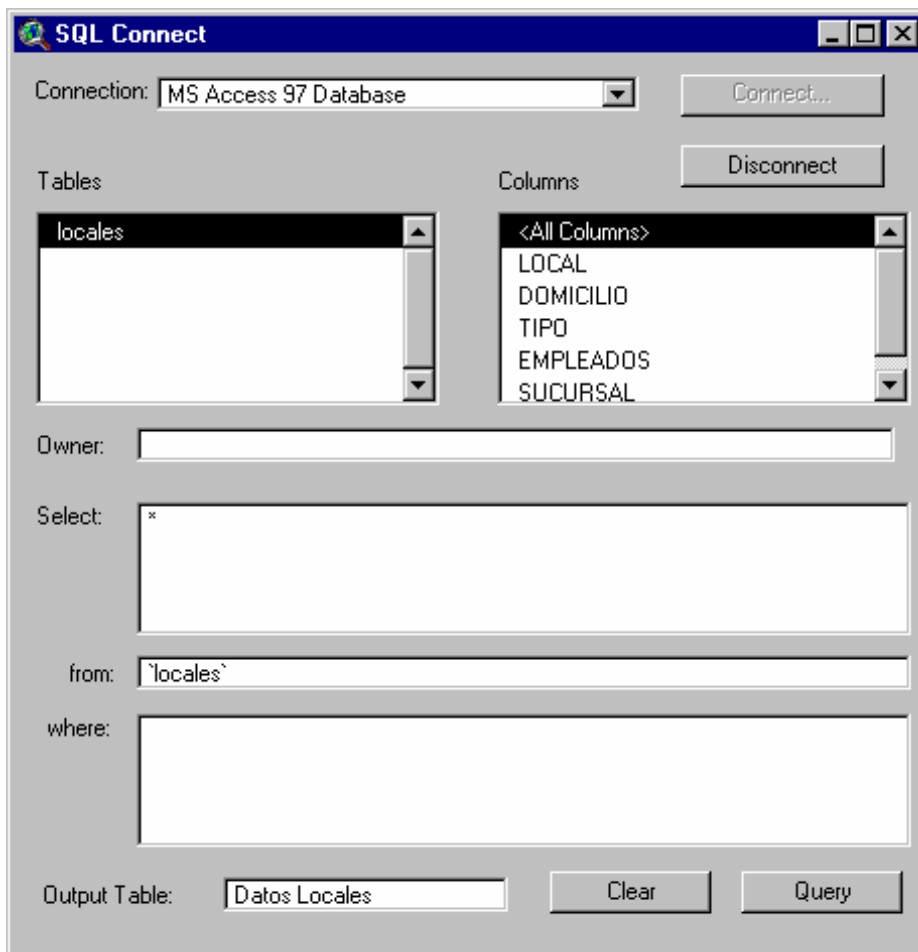 SQL Connect
Connection: MS Access 97 Database
Connect...
Disconnect
Tables
Columns
locales
<All Columns>
LOCAL
DOMICILIO
TIPO
EMPLEADOS
SUCURSAL
Owner:
Select: *
from: `locales`
where:
Output Table: Datos Locales
Clear
Query